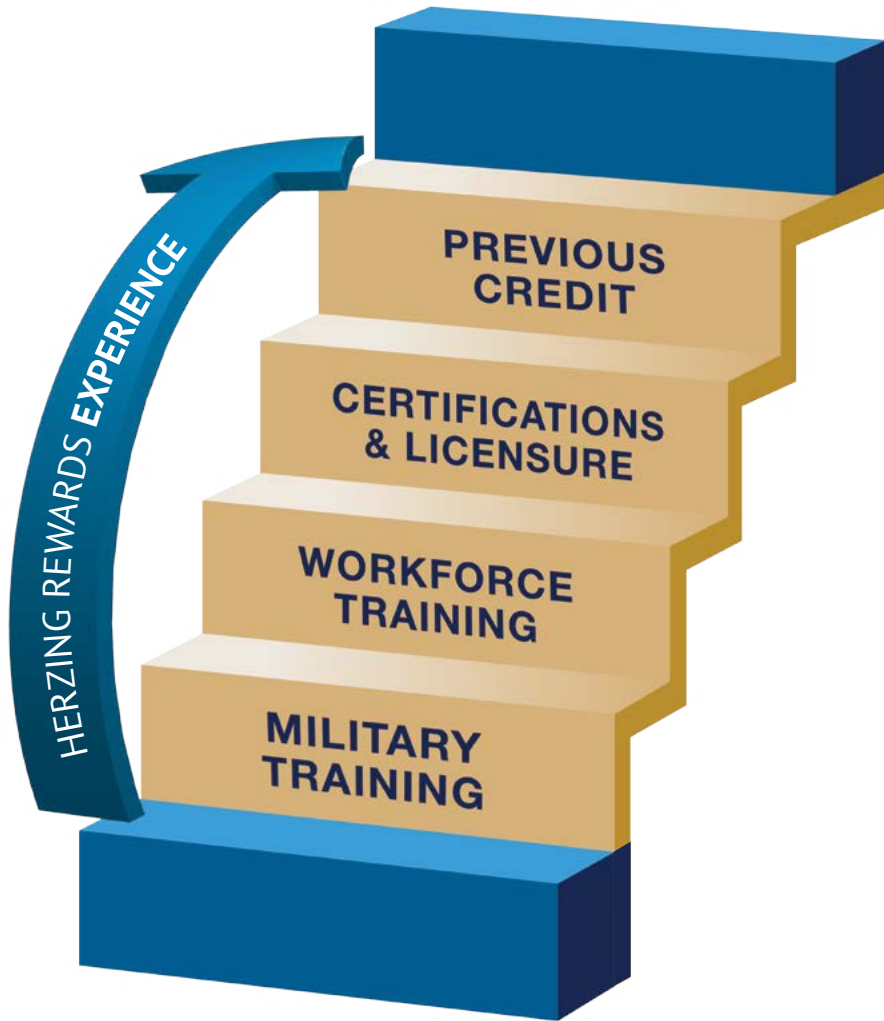 HERZING REWARDS EXPERIENCE
PREVIOUS
CREDIT
CERTIFICATIONS
& LICENSURE
WORKFORCE
TRAINING
MILITARY
TRAINING